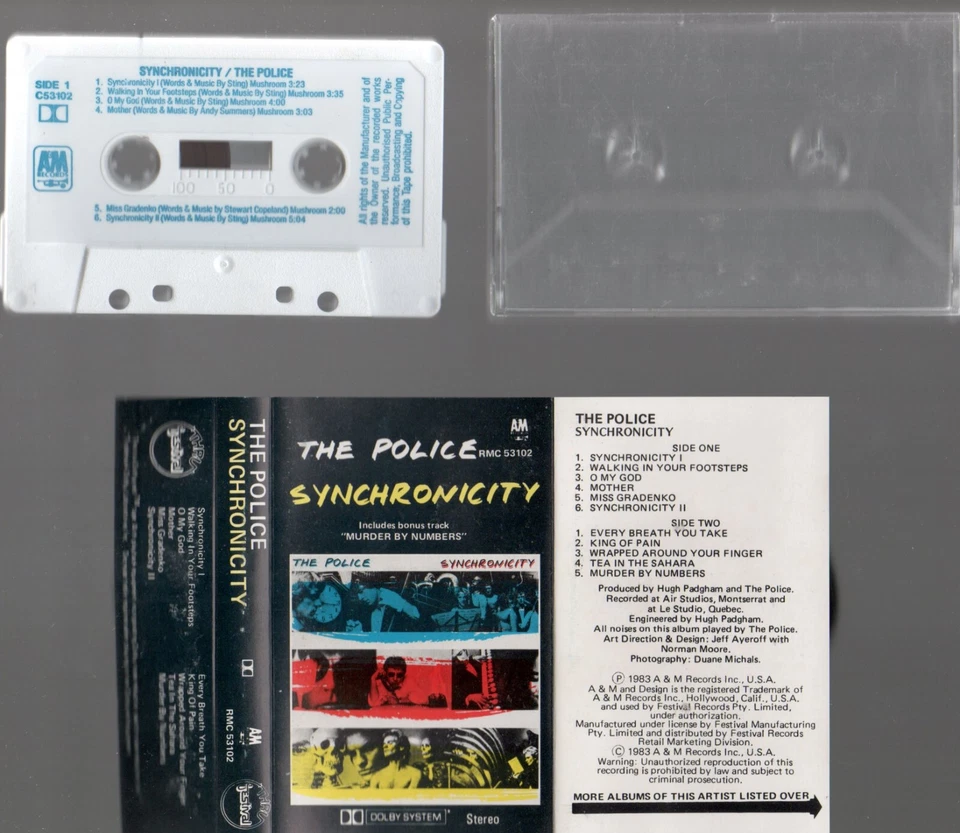 SYNCHRONICITY / THE POLICE
SIDE 1
C53102
1. Synchronicity I (Words & Music By Sting) Mushroom 3:23
2. Walking in Your Footsteps (Words & Music By Sting) Mushroom 3:35
3. O My God (Words & Music By Sting) Mushroom 4:00
4. Mother (Words & Music By Andy Summers) Mushroom 3:03
A&M
RECORDS
100 50 0
5. Miss Gradenko (Words & Music by Stewart Copeland) Mushroom 2:00
6. Synchronicity II (Words & Music By Sting) Mushroom 5:04
All rights of the Manufacturer and of
the Owner of the recorded works
reserved. Unauthorised Public Per-
formance, Broadcasting and Copying
of this Tape prohibited.
Festival
Synchronicity I
Walking In Your Footsteps
O My God
Mother
Miss Gradenko
Synchronicity II
Every Breath You Take
King Of Pain
Wrapped Around Your Finger
Tea In The Sahara
Murder By Numbers
THE POLICE
SYNCHRONICITY
A&M
RMC 53102
Festival
A&M
THE POLICE RMC 53102
SYNCHRONICITY
Includes bonus track
"MURDER BY NUMBERS"
THE POLICE SYNCHRONICITY
DOLBY SYSTEM Stereo
THE POLICE
SYNCHRONICITY
SIDE ONE
1. SYNCHRONICITY I
2. WALKING IN YOUR FOOTSTEPS
3. O MY GOD
4. MOTHER
5. MISS GRADENKO
6. SYNCHRONICITY II
SIDE TWO
1. EVERY BREATH YOU TAKE
2. KING OF PAIN
3. WRAPPED AROUND YOUR FINGER
4. TEA IN THE SAHARA
5. MURDER BY NUMBERS
Produced by Hugh Padgham and The Police.
Recorded at Air Studios, Montserrat and
at Le Studio, Quebec.
Engineered by Hugh Padgham.
All noises on this album played by The Police.
Art Direction & Design: Jeff Ayeroff with
Norman Moore.
Photography: Duane Michals.
Ⓟ 1983 A & M Records Inc., U.S.A.
A & M and Design is the registered Trademark of
A & M Records Inc., Hollywood, Calif., U.S.A.
and used by Festival Records Pty. Limited,
under authorization.
Manufactured under license by Festival Manufacturing
Pty. Limited and distributed by Festival Records
Retail Marketing Division.
© 1983 A & M Records Inc., U.S.A.
Warning: Unauthorized reproduction of this
recording is prohibited by law and subject to
criminal prosecution.
MORE ALBUMS OF THIS ARTIST LISTED OVER